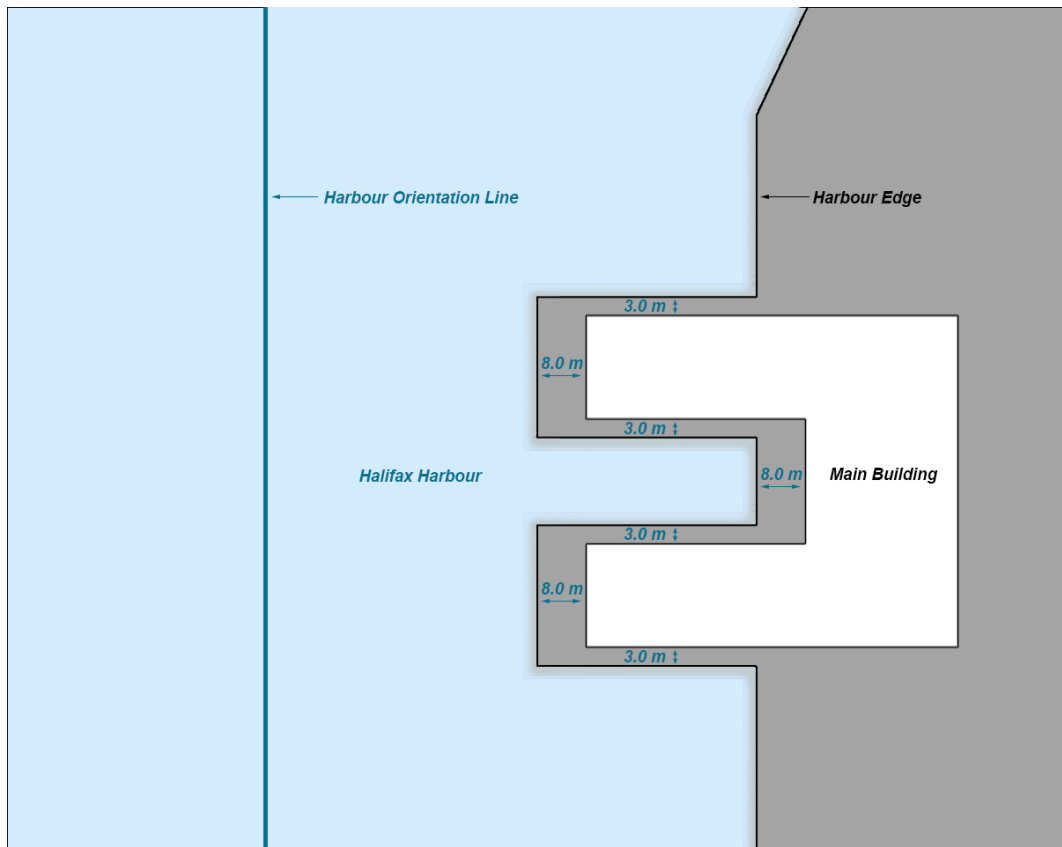 Harbour Orientation Line
Harbour Edge
3.0 m
8.0 m
3.0 m
Halifax Harbour
8.0 m
Main Building
3.0 m
8.0 m
3.0 m